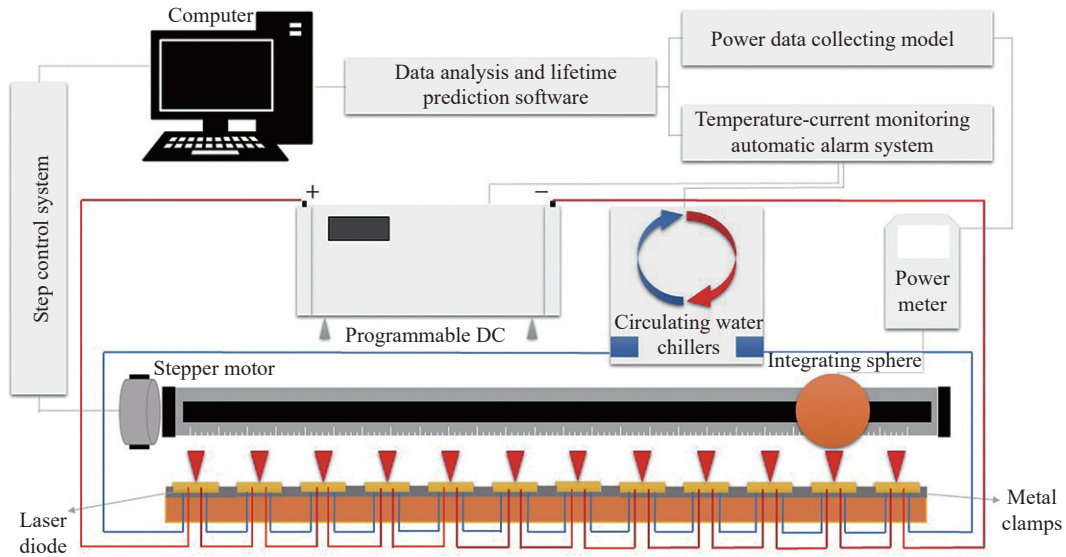 Computer
Power data collecting model
Data analysis and lifetime
prediction software
Temperature-current monitoring
automatic alarm system
Step control system
+
−
Power
meter
Programmable DC
Circulating water
chillers
Stepper motor
Integrating sphere
Laser
diode
Metal
clamps